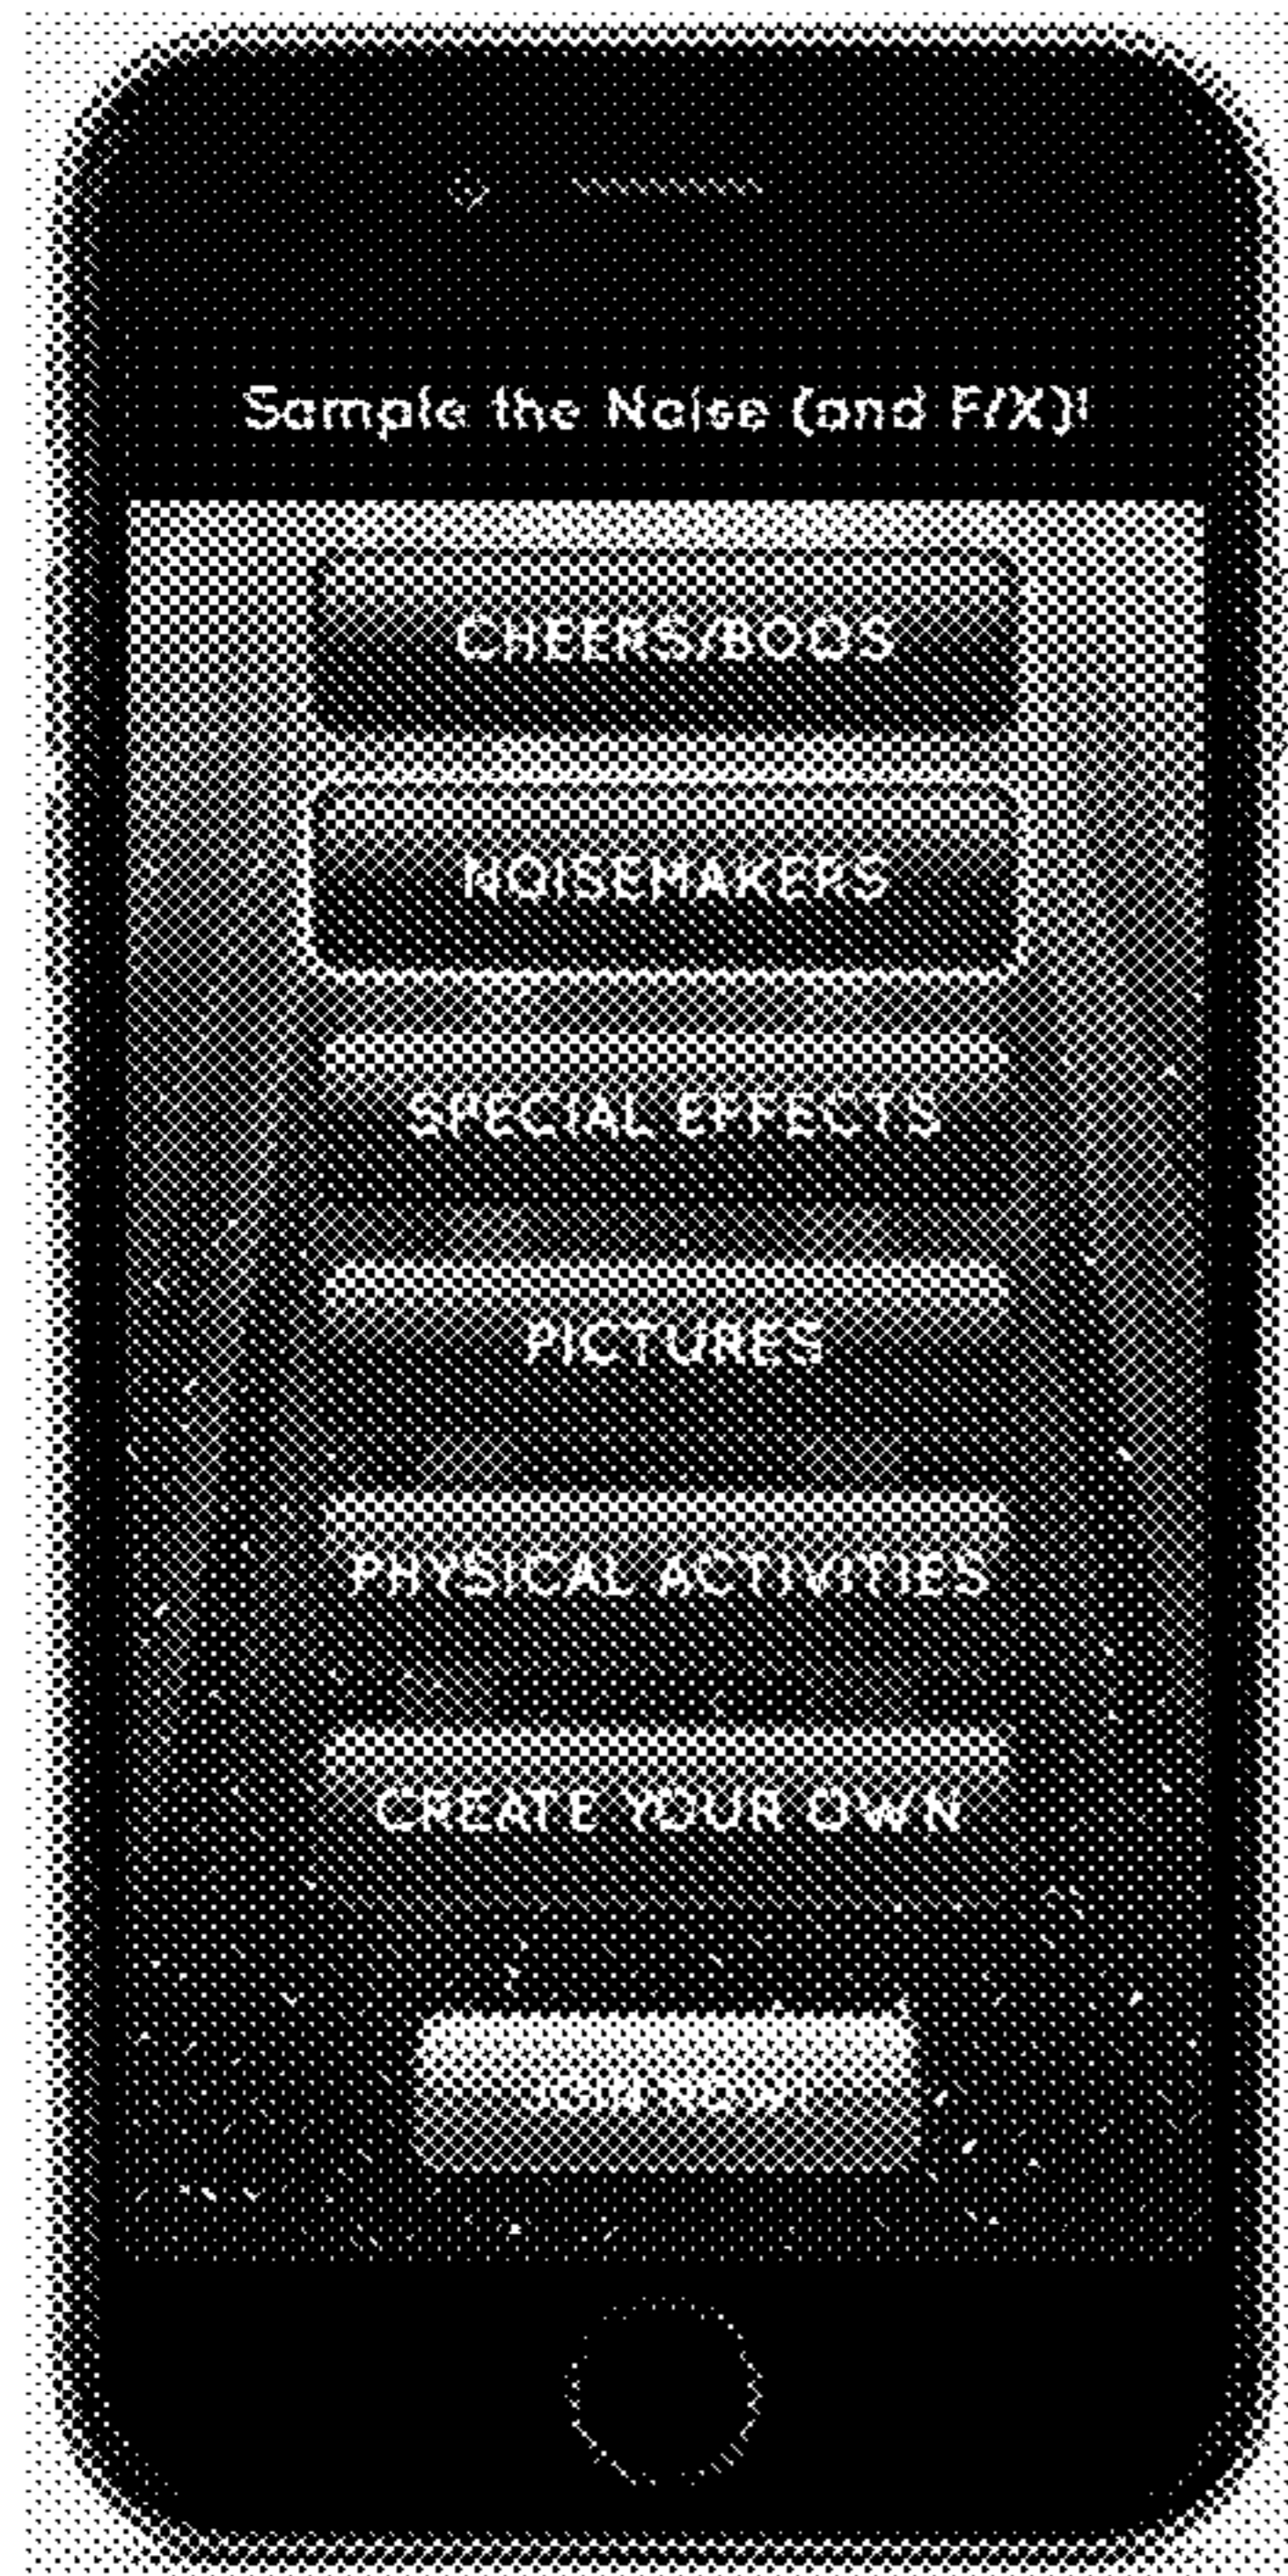 Sample the Noise (and F/X)!
CHEERS/BOOS
NOISEMAKERS
SPECIAL EFFECTS
PICTURES
PHYSICAL ACTIVITIES
CREATE YOUR OWN